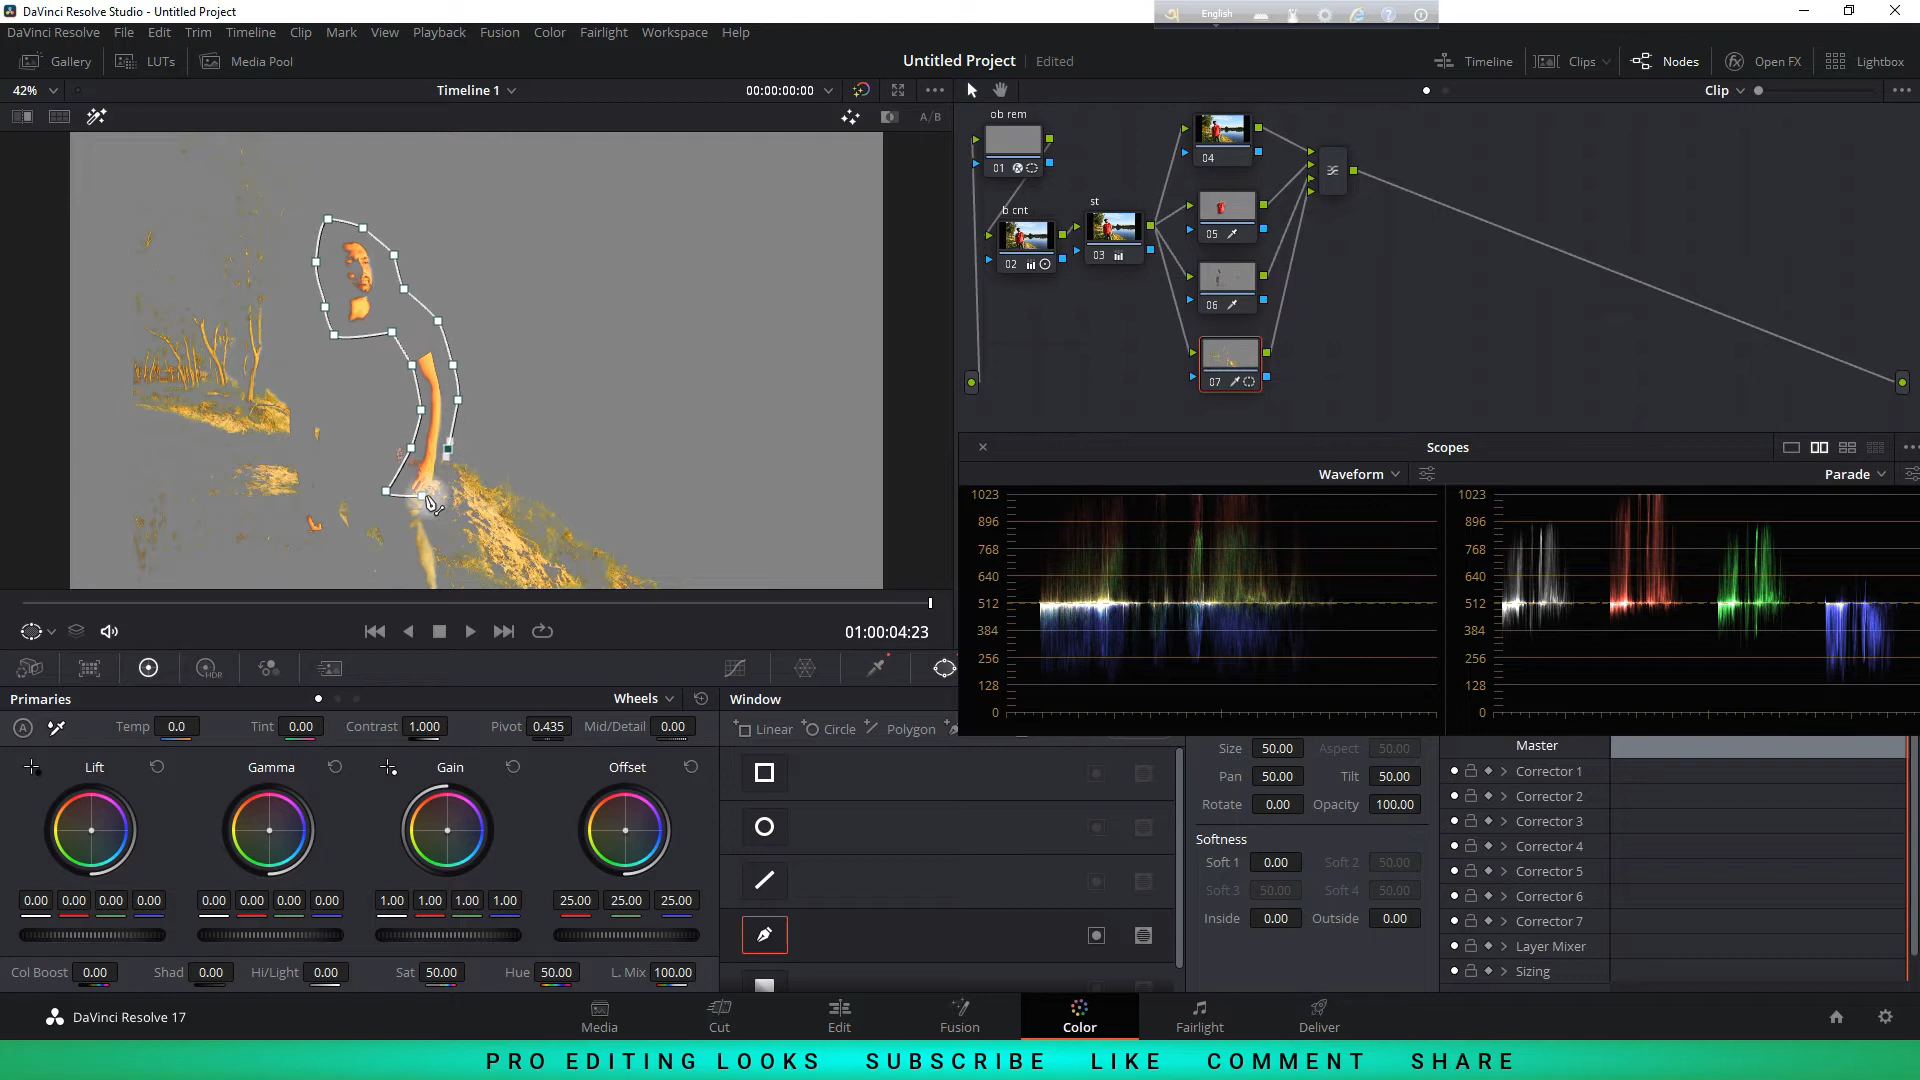 DaVinci Resolve Studio - Untitled Project
English
DaVinci Resolve File Edit Trim Timeline Clip Mark View Playback Fusion Color Fairlight Workspace Help
Gallery LUTs Media Pool Untitled Project Edited Timeline Clips Nodes Open FX Lightbox
42% Timeline 1 00:00:00:00 Clip
A/B
ob rem
01
04
b cnt
st
02
03
05
06
07
Scopes
Waveform Parade
1023 1023
896 896
768 768
640 640
512 512
384 384
256 256
128 128
0 0
01:00:04:23
HDR
Primaries Wheels Window
A Temp 0.0 Tint 0.00 Contrast 1.000 Pivot 0.435 Mid/Detail 0.00
Linear Circle Polygon
Lift Gamma Gain Offset
0.00 0.00 0.00 0.00 0.00 0.00 0.00 0.00 1.00 1.00 1.00 1.00 25.00 25.00 25.00
Col Boost 0.00 Shad 0.00 Hi/Light 0.00 Sat 50.00 Hue 50.00 L. Mix 100.00
Size 50.00 Aspect 50.00
Pan 50.00 Tilt 50.00
Rotate 0.00 Opacity 100.00
Softness
Soft 1 0.00 Soft 2 50.00
Soft 3 50.00 Soft 4 50.00
Inside 0.00 Outside 0.00
Master
Corrector 1
Corrector 2
Corrector 3
Corrector 4
Corrector 5
Corrector 6
Corrector 7
Layer Mixer
Sizing
DaVinci Resolve 17 Media Cut Edit Fusion Color Fairlight Deliver
PRO EDITING LOOKS SUBSCRIBE LIKE COMMENT SHARE